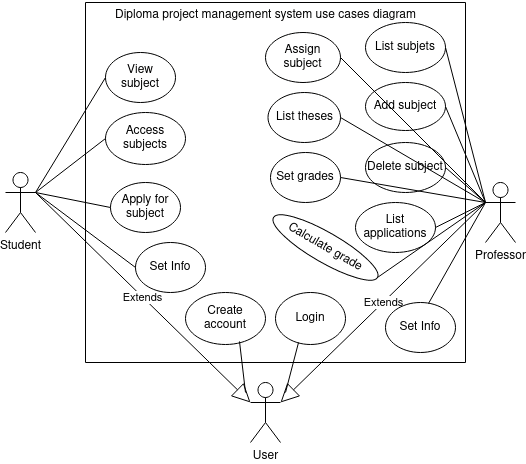 Diploma project management system use cases diagram
View
subject
Assign
subject
List subjets
List theses
Add subject
Access
subjects
Set grades
Delete subject
Apply for
subject
List
applications
Student
Professor
Calculate grade
Set Info
Extends
Extends
Create
account
Login
Set Info
User